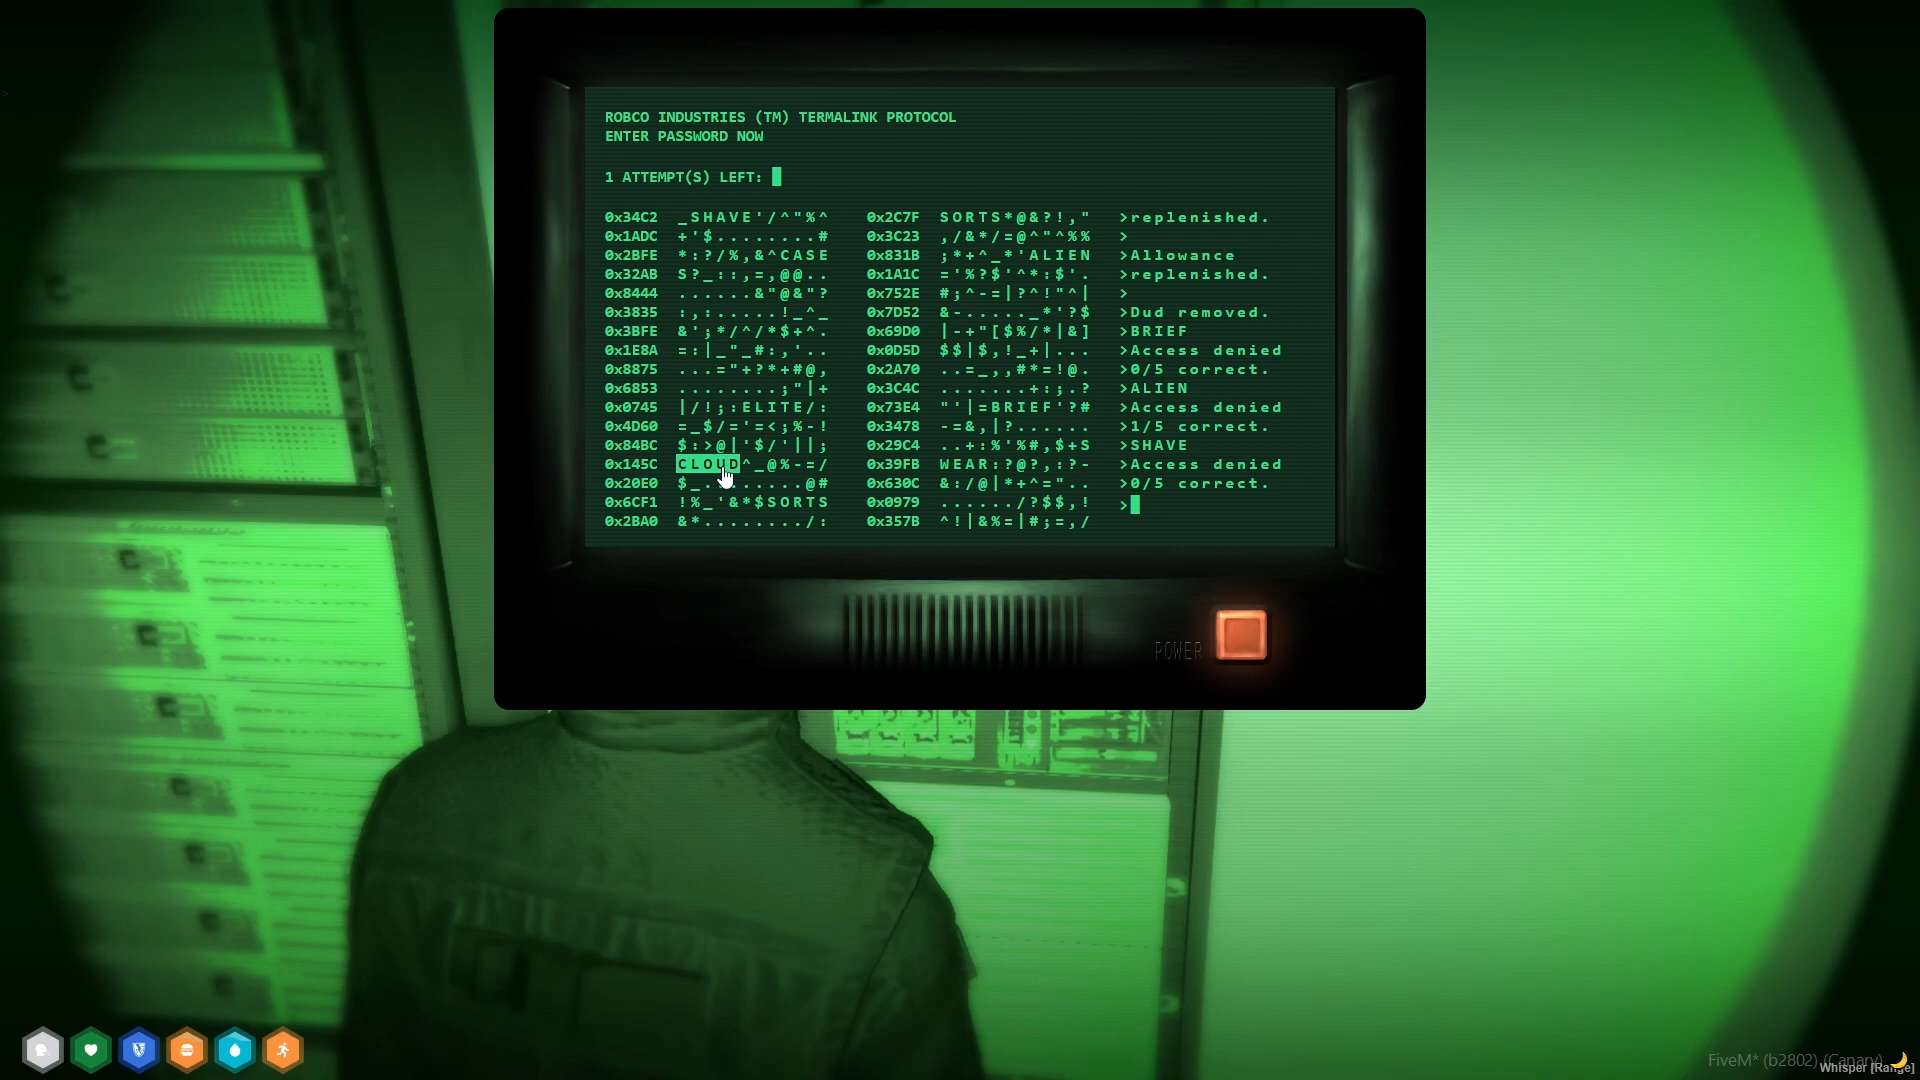 ROBCO INDUSTRIES (TM) TERMALINK PROTOCOL
ENTER PASSWORD NOW
1 ATTEMPT(S) LEFT:
0x34C2 _SHAVE'/^"%^ 0x2C7F SORTS*@&?!," >replenished.
0x1ADC +'$........# 0x3C23 ,/&*/=@^"^%% >
0x2BFE *:?/%,&^CASE 0x831B ;*+^_*'ALIEN >Allowance
0x32AB S?_::,=,@@.. 0x1A1C ='%?$'^*:$'. >replenished.
0x8444 ......&"@&"? 0x752E #;^-=|?^!"^| >
0x3835 :,:.....!_^_ 0x7D52 &-....._*'?$ >Dud removed.
0x3BFE &';*/^/*$+^. 0x69D0 |-+"[$%/*|&] >BRIEF
0x1E8A =:|_"_#:,'.. 0x0D5D $$|$,!_+|... >Access denied
0x8875 ...="+?*+#@, 0x2A70 ..=_,,#*=!@. >0/5 correct.
0x6853 ........;"|+ 0x3C4C .......+:;.? >ALIEN
0x0745 |/!;:ELITE/: 0x73E4 "'|=BRIEF'?# >Access denied
0x4D60 =_$/='=<;%-! 0x3478 -=&,|?...... >1/5 correct.
0x84BC $:>@|'$/'||; 0x29C4 ..+:%'%#,$+S >SHAVE
0x145C CLOUD^_@%-=/ 0x39FB WEAR:?@?,:?- >Access denied
0x20E0 $_........@# 0x630C &:/@|*+^=".. >0/5 correct.
0x6CF1 !%_'&*$SORTS 0x0979 ....../?$$,! >
0x2BA0 &*......../: 0x357B ^!|&%=|#;=,/
POWER
FiveM* (b2802) (Canary)
Whisper [Range]